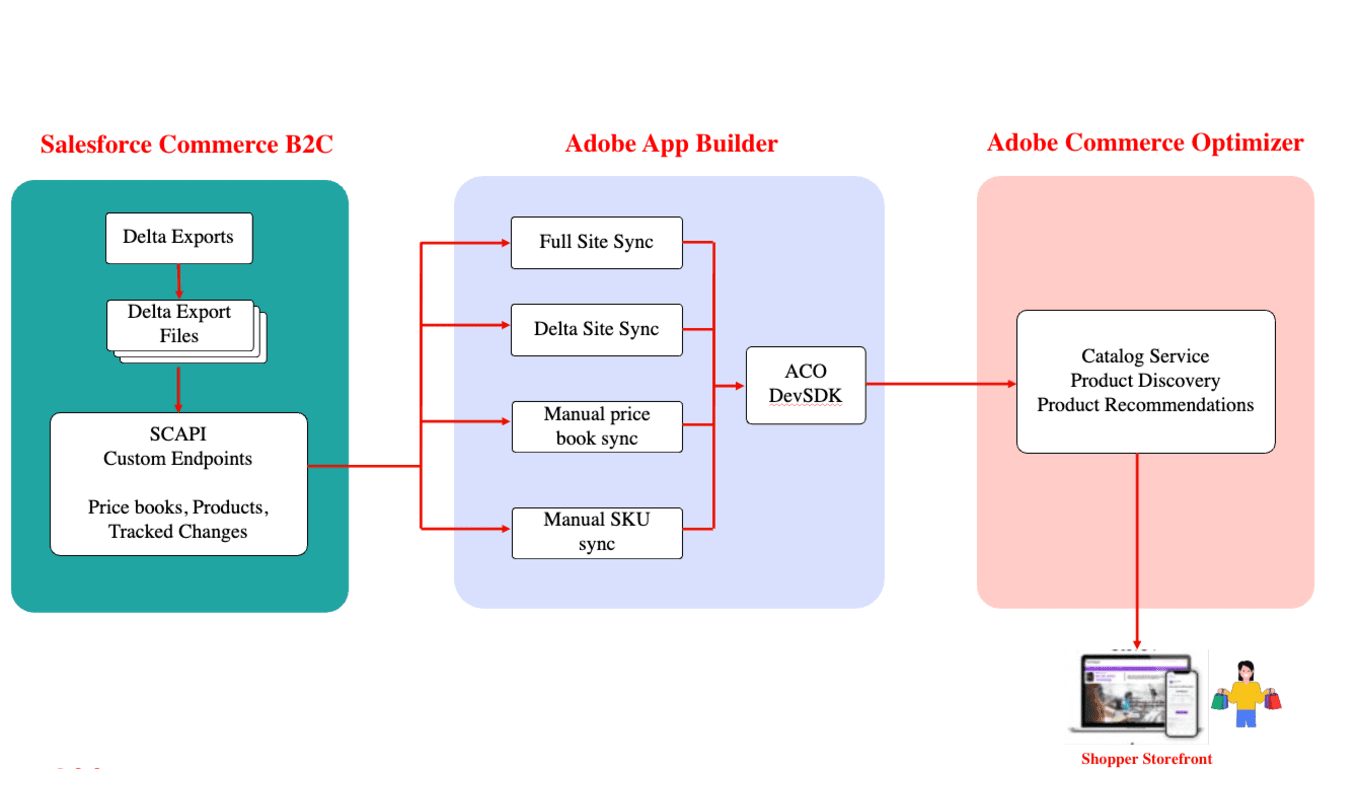 Salesforce Commerce B2C
Adobe App Builder
Adobe Commerce Optimizer
Delta Exports
Delta Export
Files
SCAPI
Custom Endpoints
Price books, Products,
Tracked Changes
Full Site Sync
Delta Site Sync
Manual price
book sync
Manual SKU
sync
ACO
DevSDK
Catalog Service
Product Discovery
Product Recommendations
Shopper Storefront